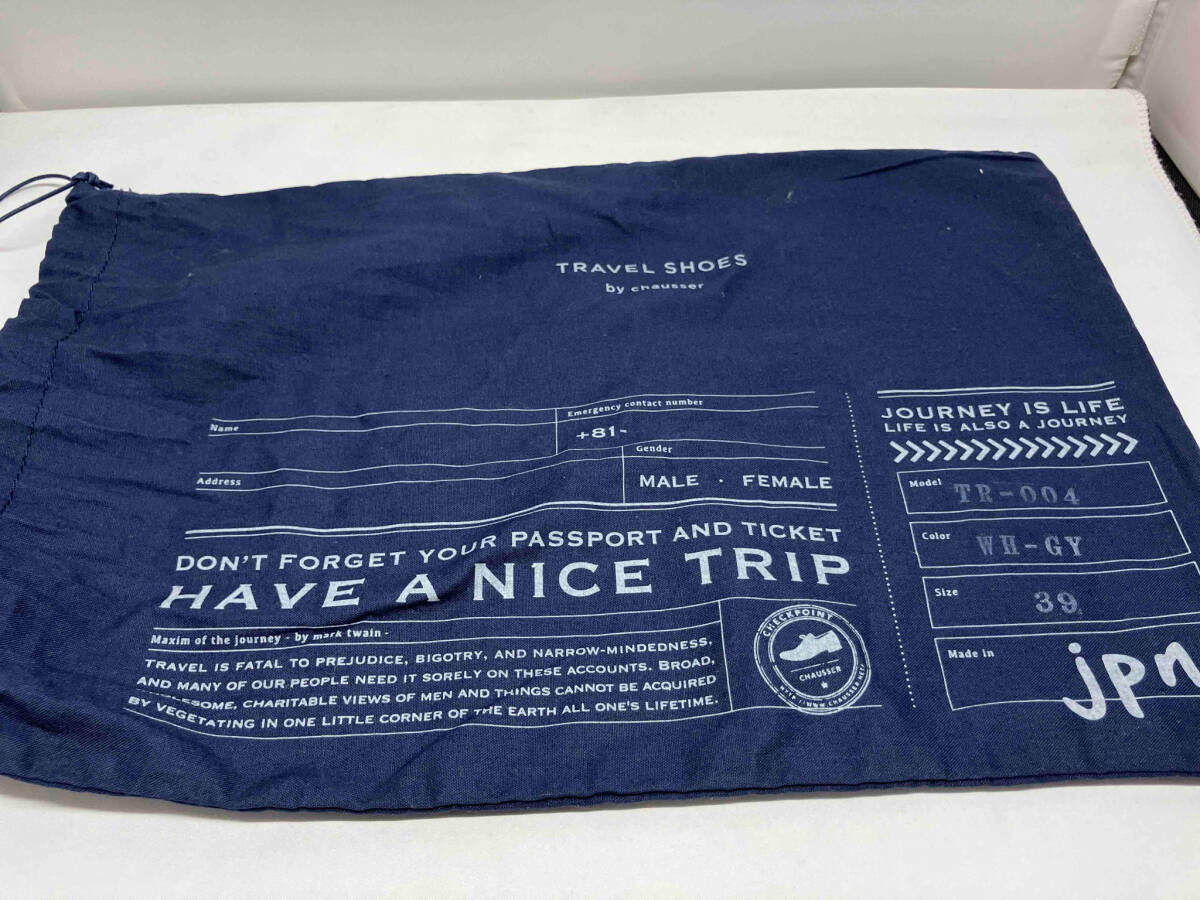 TRAVEL SHOES
by chausser
Name
Emergency contact number
+81-
Address
Gender
MALE · FEMALE
DON'T FORGET YOUR PASSPORT AND TICKET
HAVE A NICE TRIP
Maxim of the journey - by mark twain -
TRAVEL IS FATAL TO PREJUDICE, BIGOTRY, AND NARROW-MINDEDNESS,
AND MANY OF OUR PEOPLE NEED IT SORELY ON THESE ACCOUNTS. BROAD,
CHARITABLE VIEWS OF MEN AND THINGS CANNOT BE ACQUIRED
BY VEGETATING IN ONE LITTLE CORNER OF THE EARTH ALL ONE'S LIFETIME.
CHECKPOINT
CHAUSSER
HTTP://WWW.CHAUSSER.NET/
JOURNEY IS LIFE
LIFE IS ALSO A JOURNEY
Model
TR-004
Color
WH-GY
Size
39
Made in
jpn